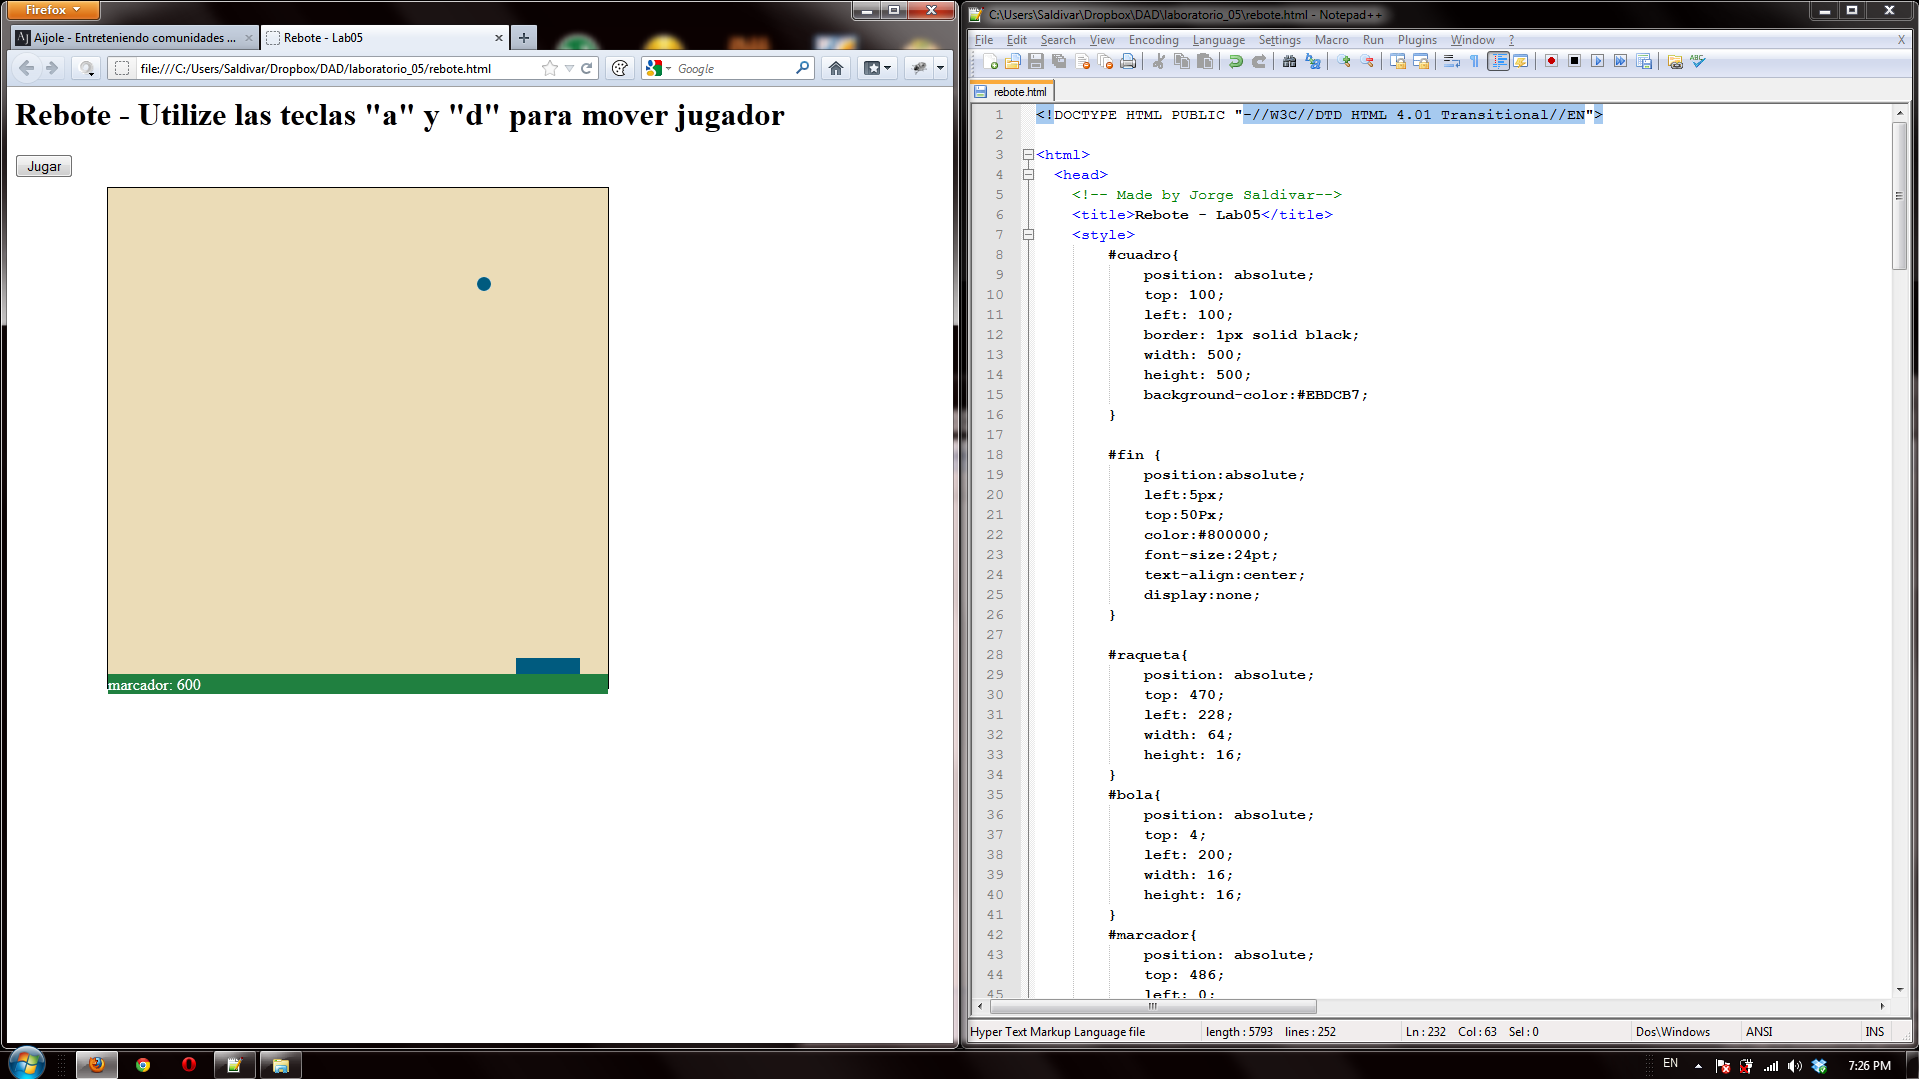 Firefox
Aijole - Entreteniendo comunidades ...
Rebote - Lab05
file:///C:/Users/Saldivar/Dropbox/DAD/laboratorio_05/rebote.html
Google
Rebote - Utilize las teclas "a" y "d" para mover jugador
Jugar
marcador: 600
C:\Users\Saldivar\Dropbox\DAD\laboratorio_05\rebote.html - Notepad++
File Edit Search View Encoding Language Settings Macro Run Plugins Window ? X
rebote.html
1 <!DOCTYPE HTML PUBLIC "-//W3C//DTD HTML 4.01 Transitional//EN">
2
3 <html>
4 <head>
5 <!-- Made by Jorge Saldivar-->
6 <title>Rebote - Lab05</title>
7 <style>
8 #cuadro{
9 position: absolute;
10 top: 100;
11 left: 100;
12 border: 1px solid black;
13 width: 500;
14 height: 500;
15 background-color:#EBDCB7;
16 }
17
18 #fin {
19 position:absolute;
20 left:5px;
21 top:50Px;
22 color:#800000;
23 font-size:24pt;
24 text-align:center;
25 display:none;
26 }
27
28 #raqueta{
29 position: absolute;
30 top: 470;
31 left: 228;
32 width: 64;
33 height: 16;
34 }
35 #bola{
36 position: absolute;
37 top: 4;
38 left: 200;
39 width: 16;
40 height: 16;
41 }
42 #marcador{
43 position: absolute;
44 top: 486;
45 left: 0;
Hyper Text Markup Language file length : 5793 lines : 252 Ln : 232 Col : 63 Sel : 0 Dos\Windows ANSI INS
EN 7:26 PM